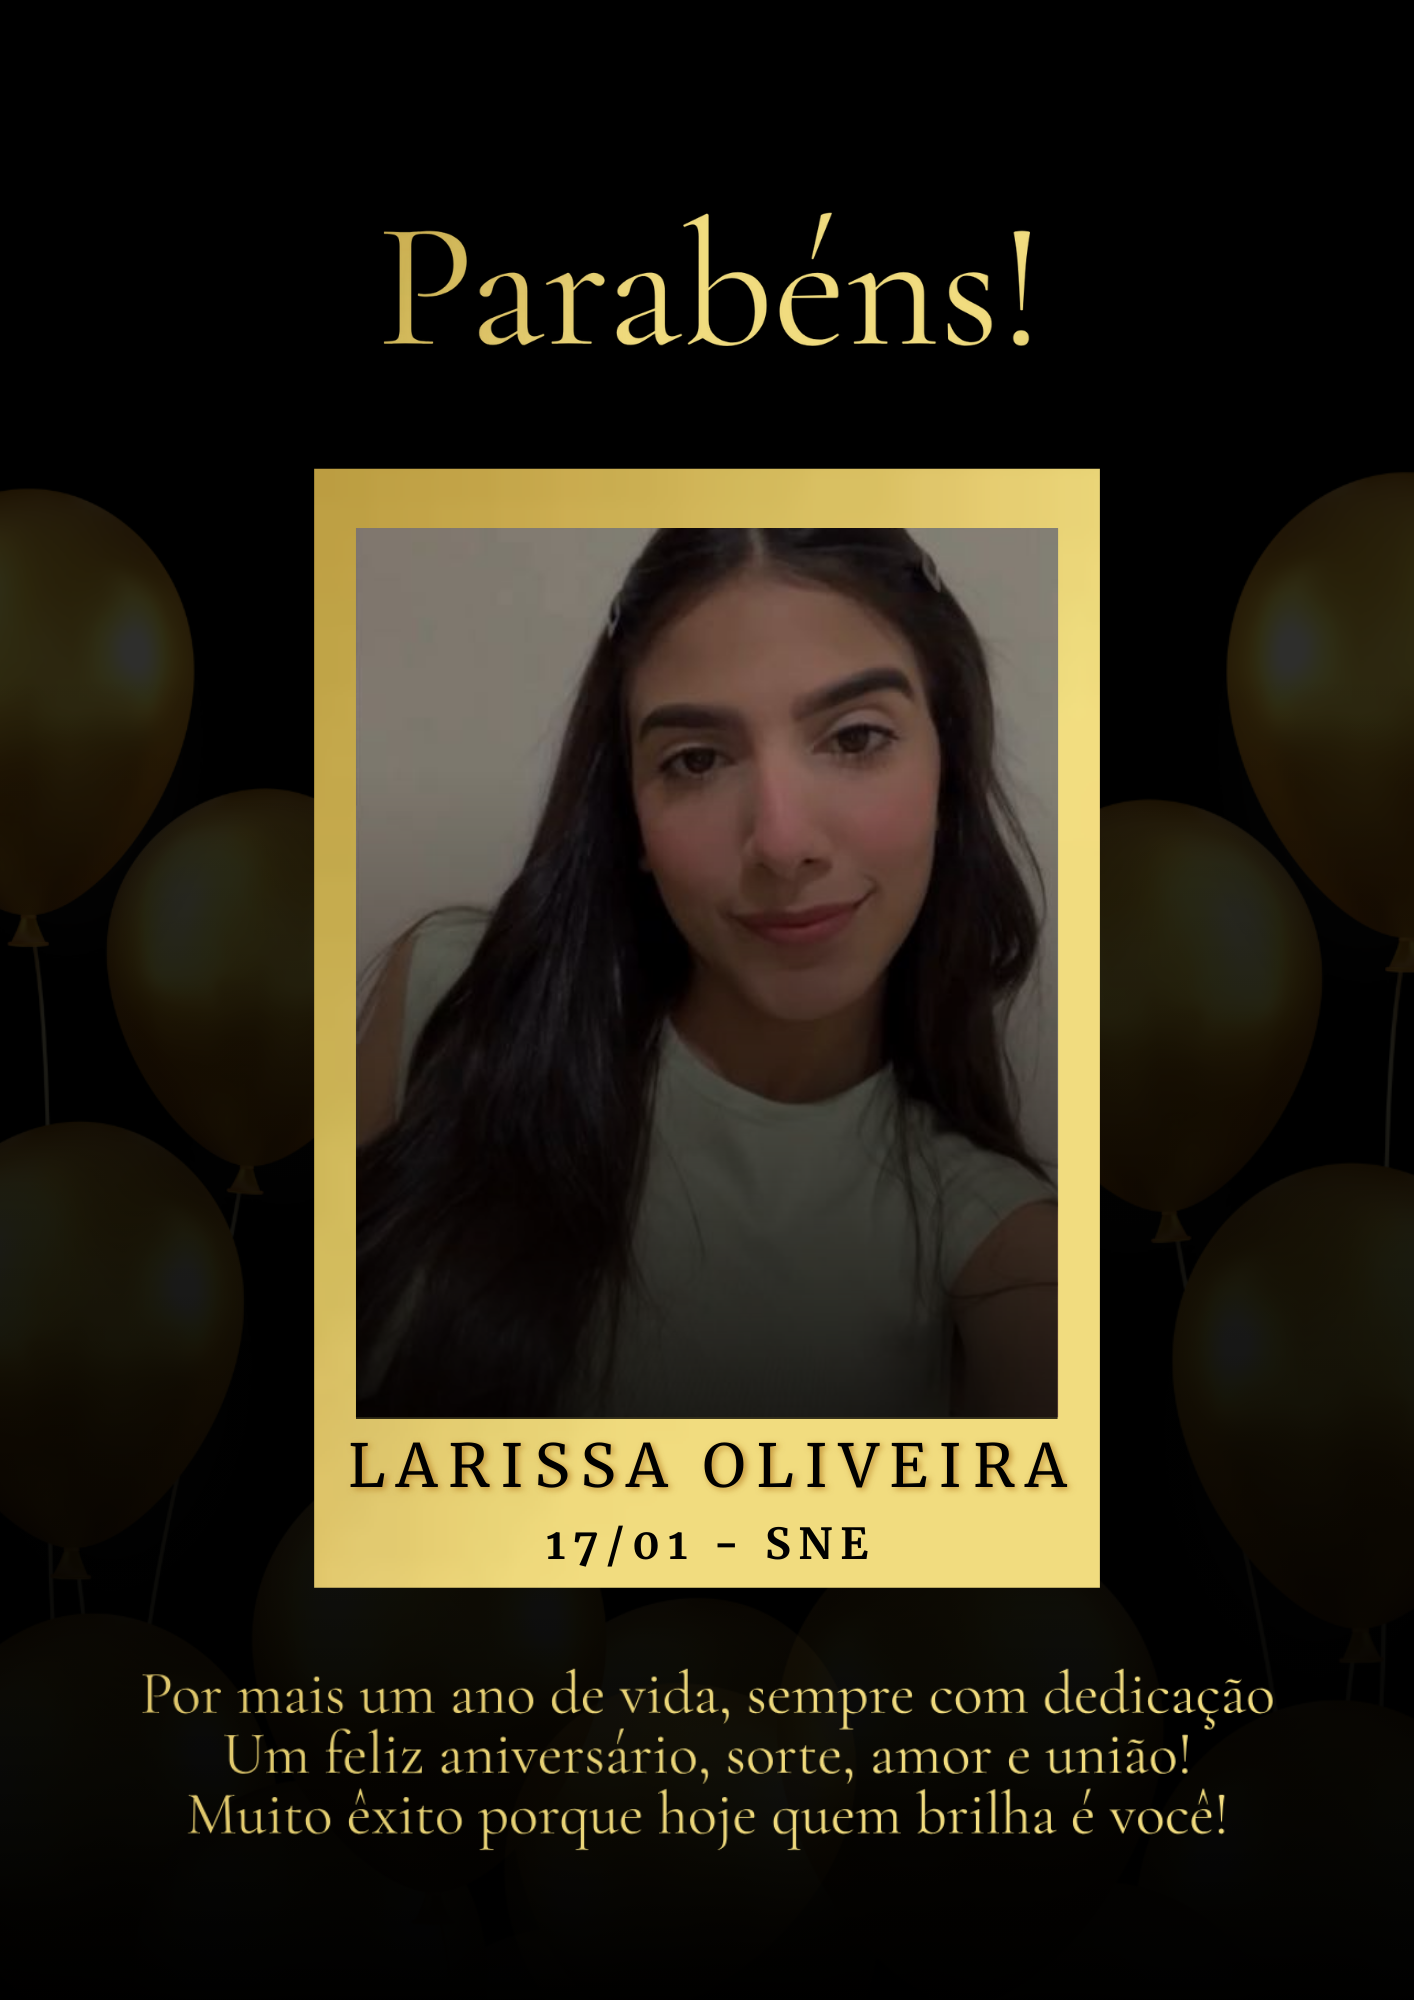 Parabéns!
LARISSA OLIVEIRA
17/01 - SNE
Por mais um ano de vida, sempre com dedicação
Um feliz aniversário, sorte, amor e união!
Muito êxito porque hoje quem brilha é você!